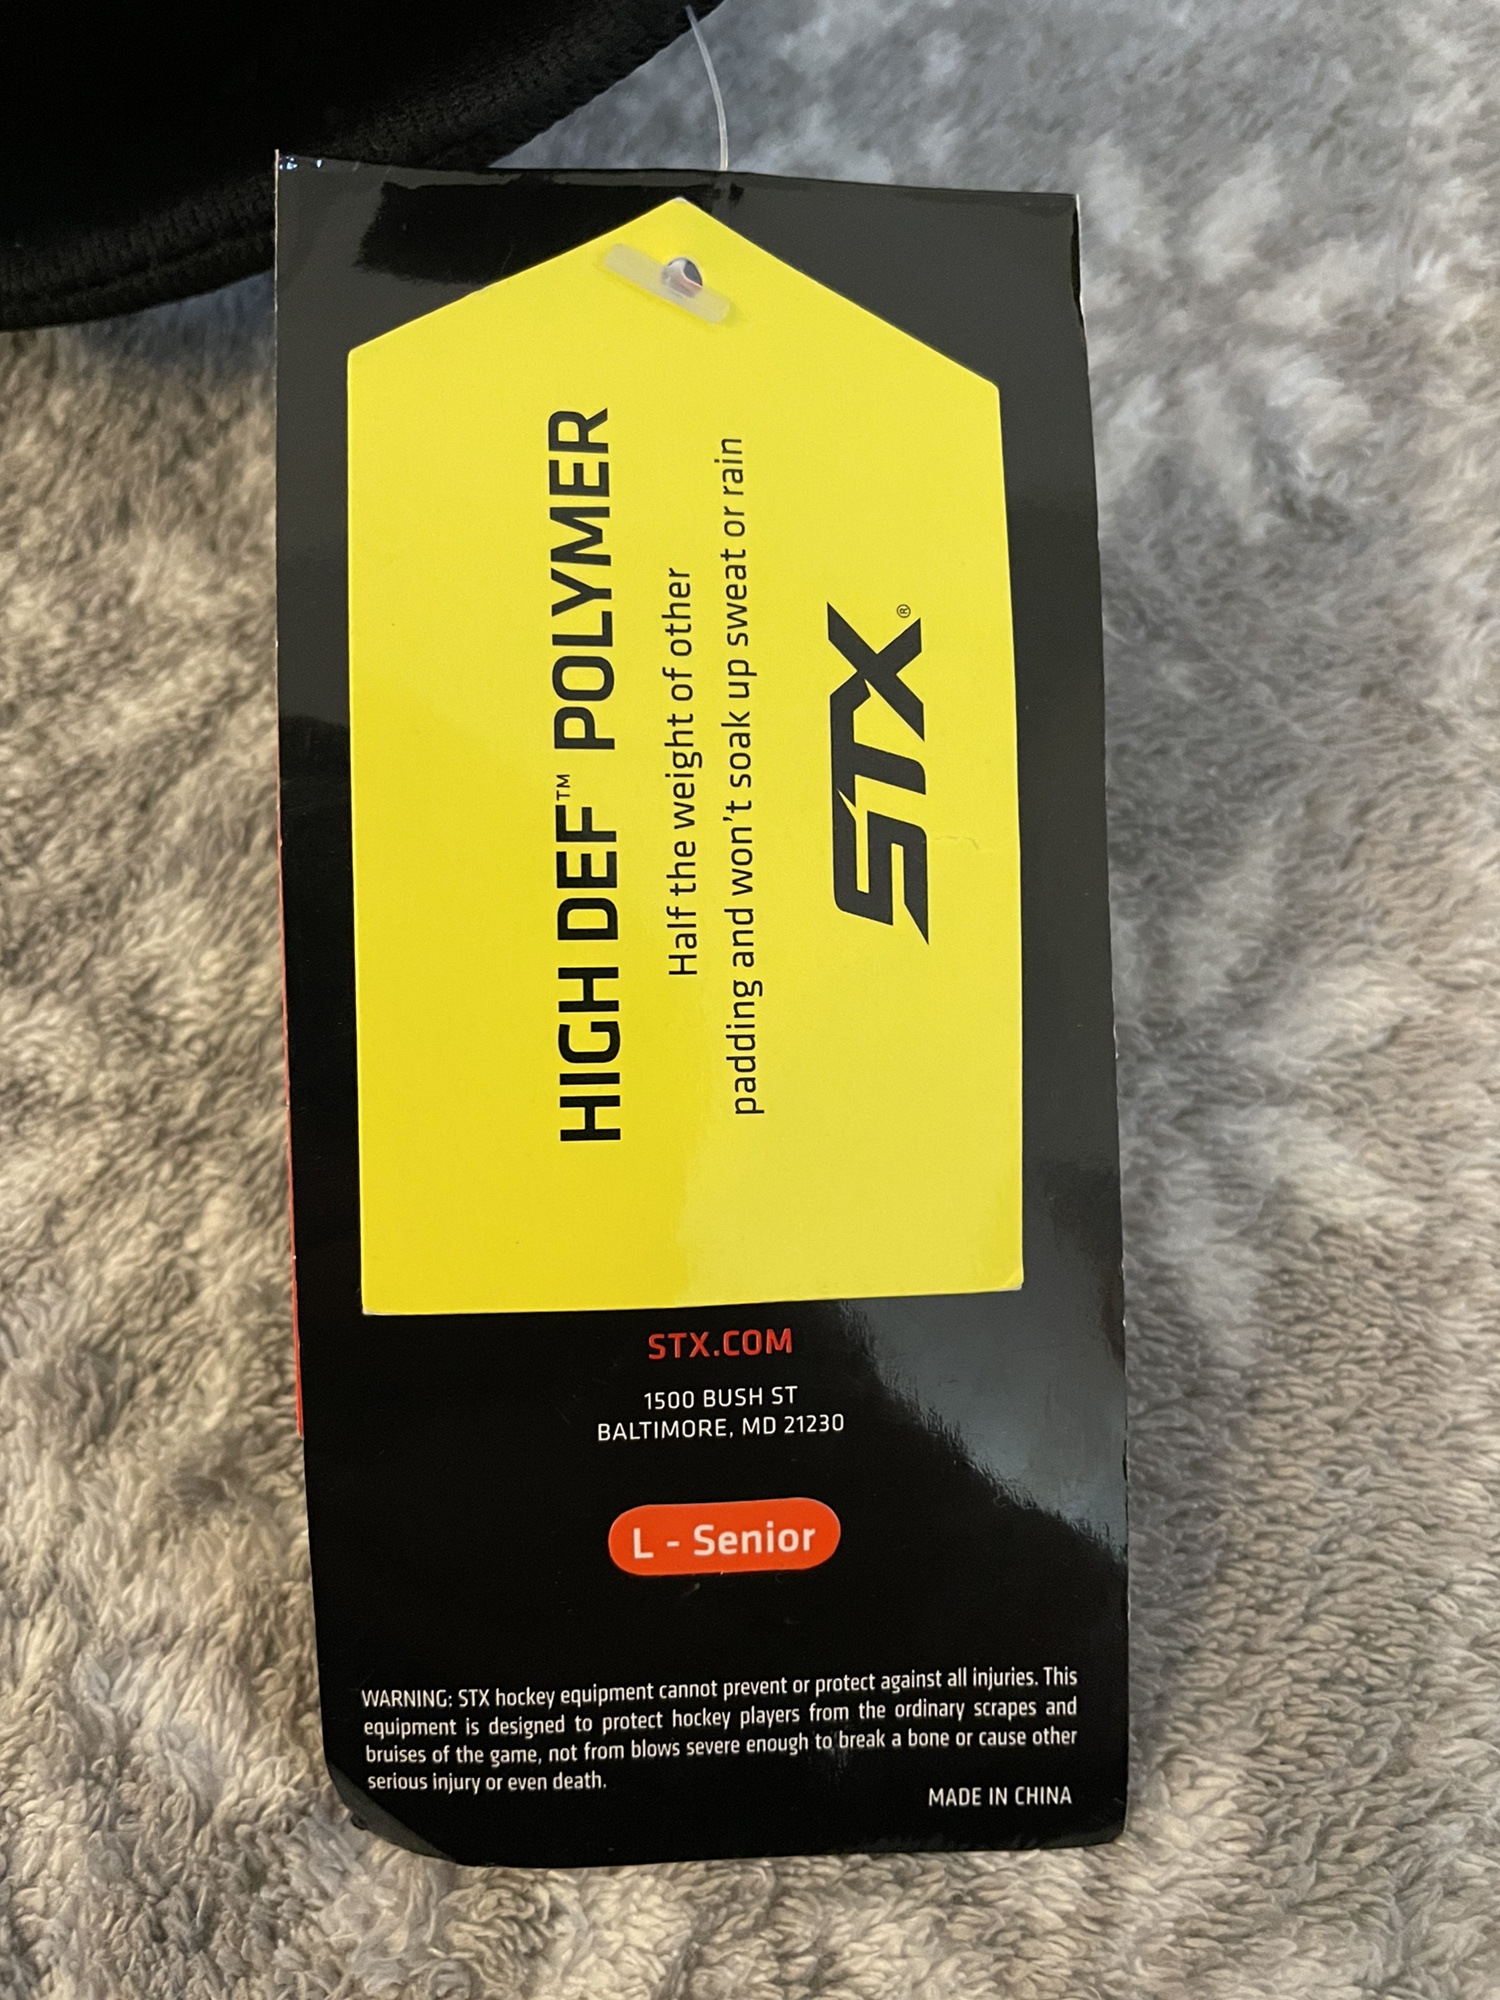 HIGH DEF™ POLYMER
Half the weight of other
padding and won't soak up sweat or rain
STX®
STX.COM
1500 BUSH ST
BALTIMORE, MD 21230
L - Senior
WARNING: STX hockey equipment cannot prevent or protect against all injuries. This
equipment is designed to protect hockey players from the ordinary scrapes and
bruises of the game, not from blows severe enough to break a bone or cause other
serious injury or even death.
MADE IN CHINA